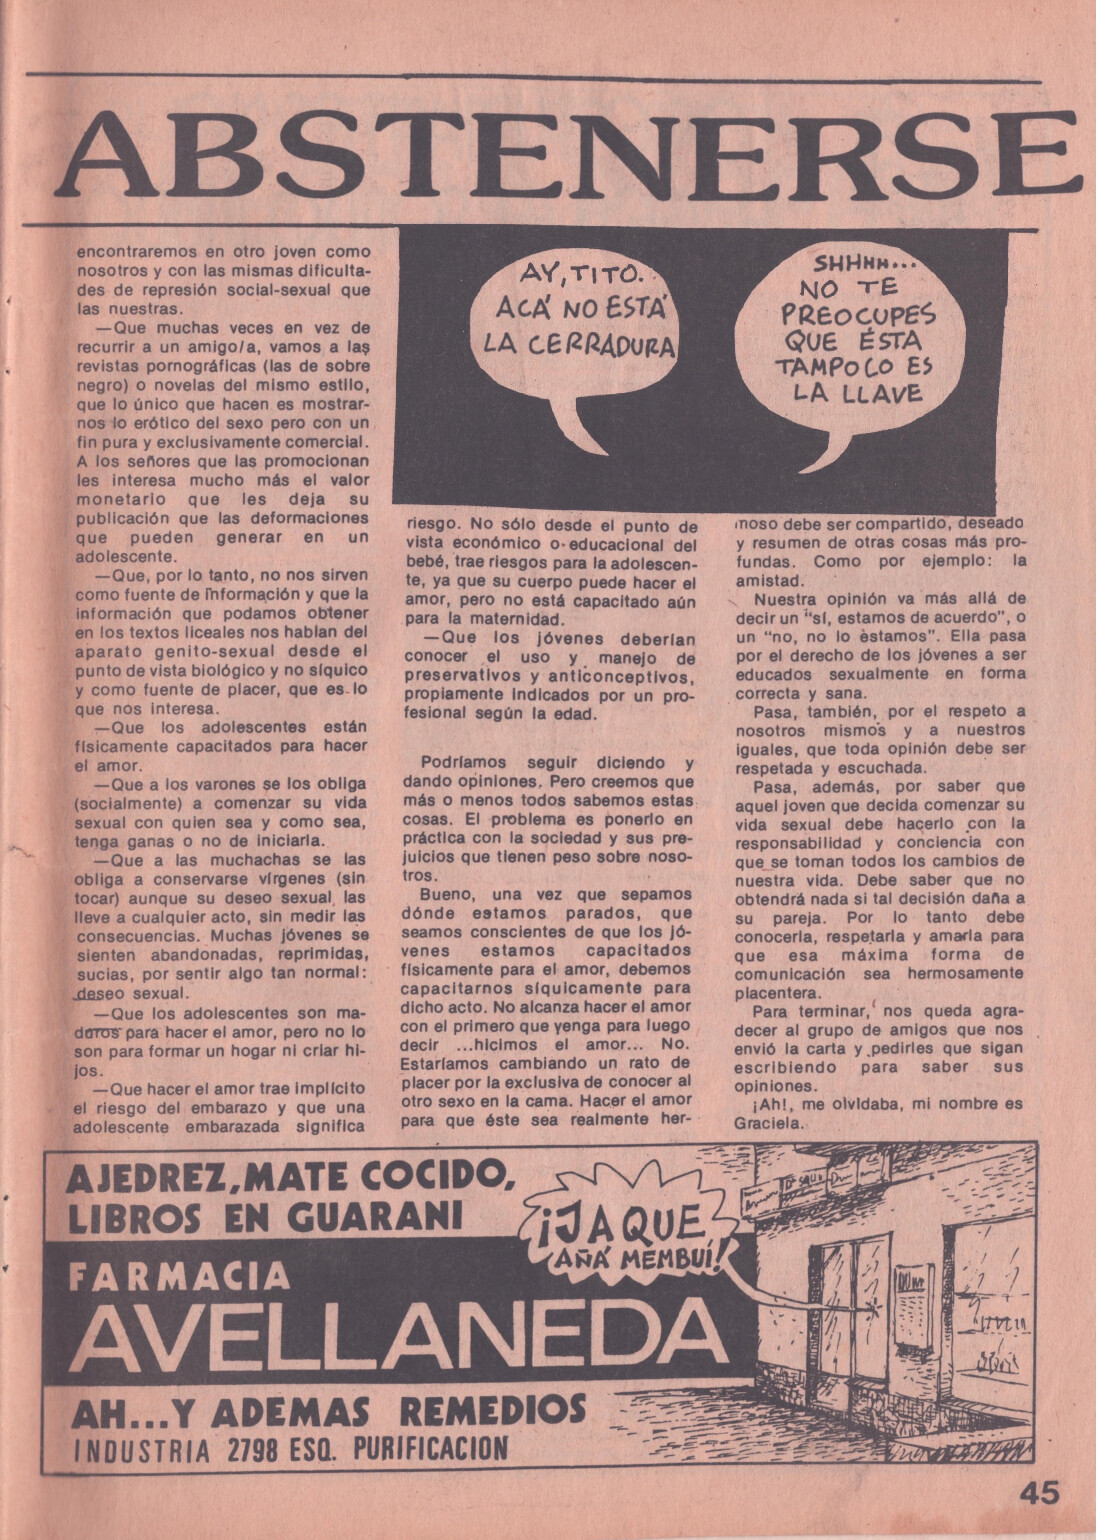 ABSTENERSE
encontraremos en otro joven como
nosotros y con las mismas dificulta-
des de represión social-sexual que
las nuestras.
—Que muchas veces en vez de
recurrir a un amigo/a, vamos a las
revistas pornográficas (las de sobre
negro) o novelas del mismo estilo,
que lo único que hacen es mostrar-
nos lo erótico del sexo pero con un
fin pura y exclusivamente comercial.
A los señores que las promocionan
les interesa mucho más el valor
monetario que les deja su
publicación que las deformaciones
que pueden generar en un
adolescente.
—Que, por lo tanto, no nos sirven
como fuente de información y que la
información que podamos obtener
en los textos liceales nos hablan del
aparato genito-sexual desde el
punto de vista biológico y no síquico
y como fuente de placer, que es lo
que nos interesa.
—Que los adolescentes están
físicamente capacitados para hacer
el amor.
—Que a los varones se los obliga
(socialmente) a comenzar su vida
sexual con quien sea y como sea,
tenga ganas o no de iniciarla.
—Que a las muchachas se las
obliga a conservarse vírgenes (sin
tocar) aunque su deseo sexual las
lleve a cualquier acto, sin medir las
consecuencias. Muchas jóvenes se
sienten abandonadas, reprimidas,
sucias, por sentir algo tan normal:
deseo sexual.
—Que los adolescentes son ma-
duros para hacer el amor, pero no lo
son para formar un hogar ni criar hi-
jos.
—Que hacer el amor trae implícito
el riesgo del embarazo y que una
adolescente embarazada significa
AY, TITO.
ACÁ NO ESTÁ
LA CERRADURA
SHHHH...
NO TE
PREOCUPES
QUE ÉSTA
TAMPOCO ES
LA LLAVE
riesgo. No sólo desde el punto de
vista económico o educacional del
bebé, trae riesgos para la adolescen-
te, ya que su cuerpo puede hacer el
amor, pero no está capacitado aún
para la maternidad.
—Que los jóvenes deberían
conocer el uso y manejo de
preservativos y anticonceptivos,
propiamente indicados por un pro-
fesional según la edad.
Podríamos seguir diciendo y
dando opiniones. Pero creemos que
más o menos todos sabemos estas
cosas. El problema es ponerlo en
práctica con la sociedad y sus pre-
juicios que tienen peso sobre noso-
tros.
Bueno, una vez que sepamos
dónde estamos parados, que
seamos conscientes de que los jó-
venes estamos capacitados
físicamente para el amor, debemos
capacitarnos síquicamente para
dicho acto. No alcanza hacer el amor
con el primero que venga para luego
decir ...hicimos el amor... No.
Estaríamos cambiando un rato de
placer por la exclusiva de conocer al
otro sexo en la cama. Hacer el amor
para que éste sea realmente her-
moso debe ser compartido, deseado
y resumen de otras cosas más pro-
fundas. Como por ejemplo: la
amistad.
Nuestra opinión va más allá de
decir un "sí, estamos de acuerdo", o
un "no, no lo estamos". Ella pasa
por el derecho de los jóvenes a ser
educados sexualmente en forma
correcta y sana.
Pasa, también, por el respeto a
nosotros mismos y a nuestros
iguales, que toda opinión debe ser
respetada y escuchada.
Pasa, además, por saber que
aquel joven que decida comenzar su
vida sexual debe hacerlo con la
responsabilidad y conciencia con
que se toman todos los cambios de
nuestra vida. Debe saber que no
obtendrá nada si tal decisión daña a
su pareja. Por lo tanto debe
conocerla, respetarla y amarla para
que esa máxima forma de
comunicación sea hermosamente
placentera.
Para terminar, nos queda agra-
decer al grupo de amigos que nos
envió la carta y pedirles que sigan
escribiendo para saber sus
opiniones.
¡Ah!, me olvidaba, mi nombre es
Graciela.
AJEDREZ, MATE COCIDO,
LIBROS EN GUARANI
¡JAQUE
AÑÁ MEMBUÍ!
FARMACIA
AVELLANEDA
AH...Y ADEMAS REMEDIOS
INDUSTRIA 2798 ESQ. PURIFICACION
45